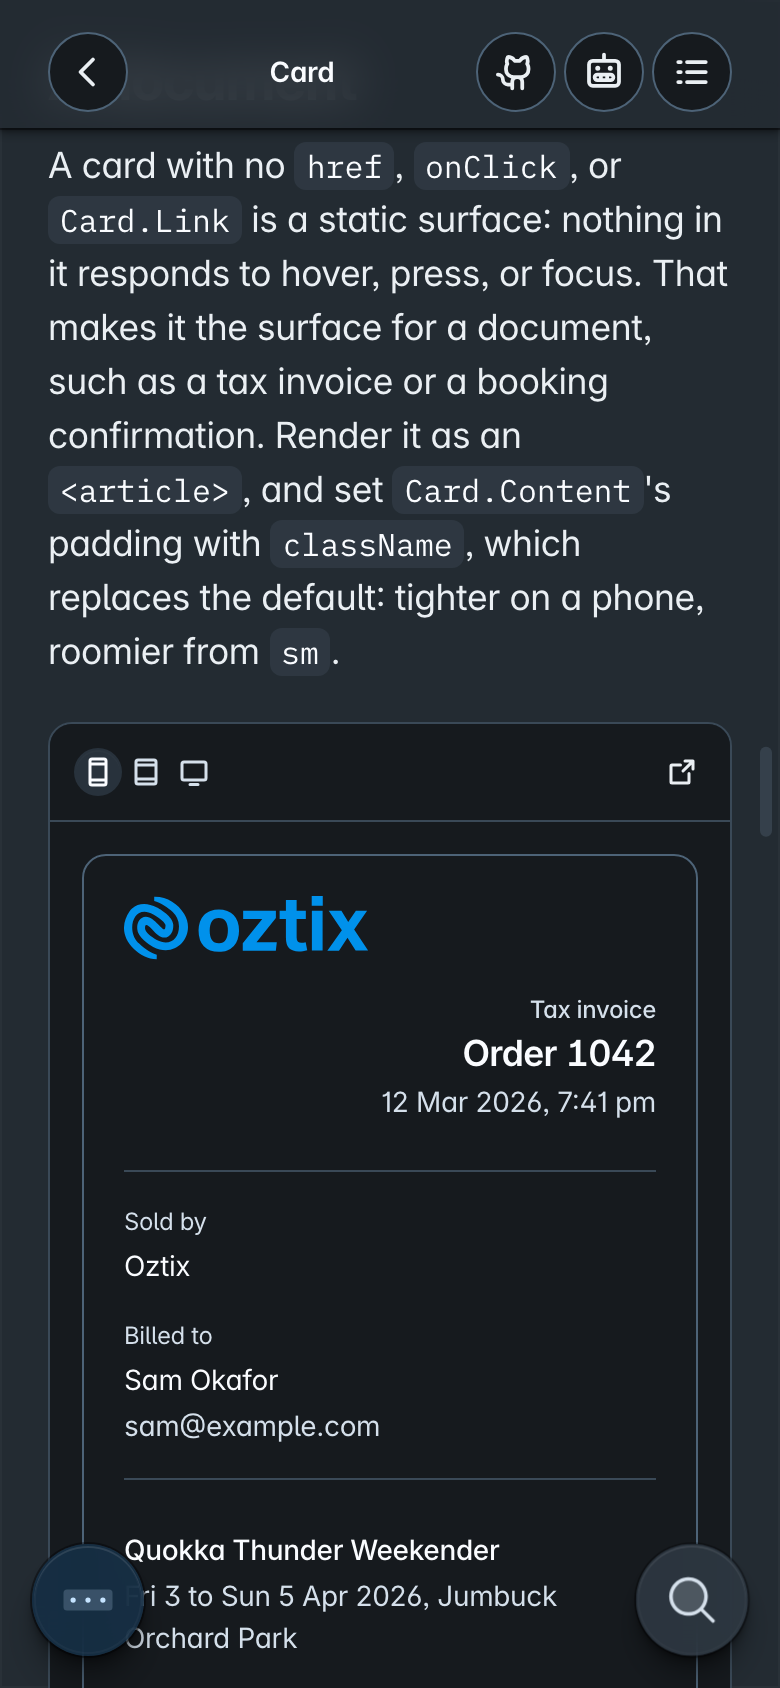 Card
A card with no href, onClick, or
Card.Link is a static surface: nothing in
it responds to hover, press, or focus. That
makes it the surface for a document,
such as a tax invoice or a booking
confirmation. Render it as an
<article>, and set Card.Content's
padding with className, which
replaces the default: tighter on a phone,
roomier from sm.
oztix
Tax invoice
Order 1042
12 Mar 2026, 7:41 pm
Sold by
Oztix
Billed to
Sam Okafor
sam@example.com
Quokka Thunder Weekender
Fri 3 to Sun 5 Apr 2026, Jumbuck
Orchard Park